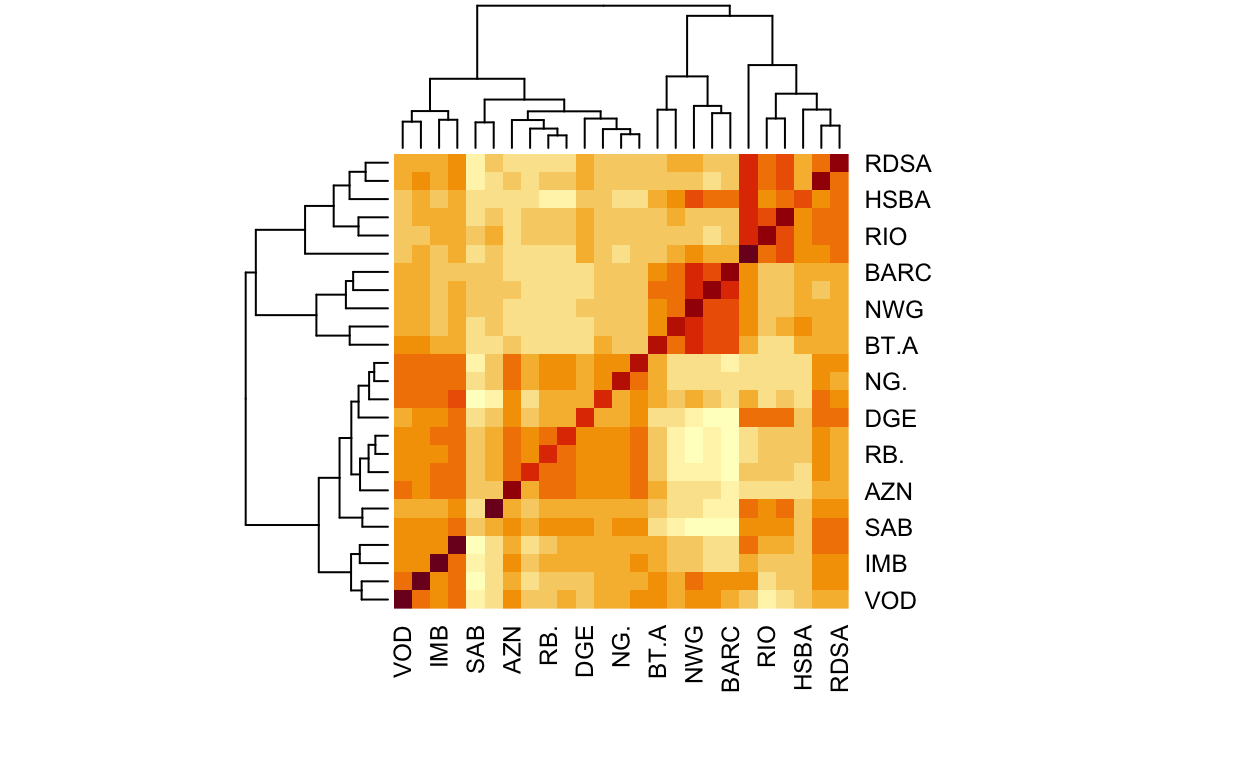 RDSA
HSBA
RIO
BARC
NWG
BT.A
NG.
DGE
RB.
AZN
SAB
IMB
VOD
VOD
IMB
SAB
AZN
RB.
DGE
NG.
BT.A
NWG
BARC
RIO
HSBA
RDSA